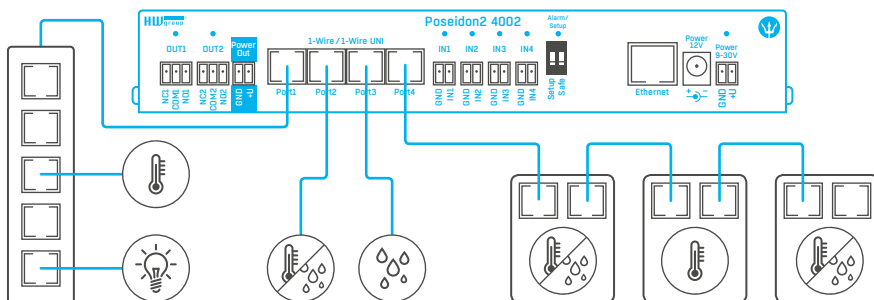 HW group
Poseidon2 4002
Alarm/
Setup
OUT1 OUT2
Power
Out
1-Wire / 1-Wire UNI
IN1 IN2 IN3 IN4
Power
12V
Power
9-30V
NC1 COM1 NO1 NC2 COM2 NO2 GND +U
Port1 Port2 Port3 Port4
GND IN1 GND IN2 GND IN3 GND IN4
Setup Safe
Ethernet
+ -
GND +U